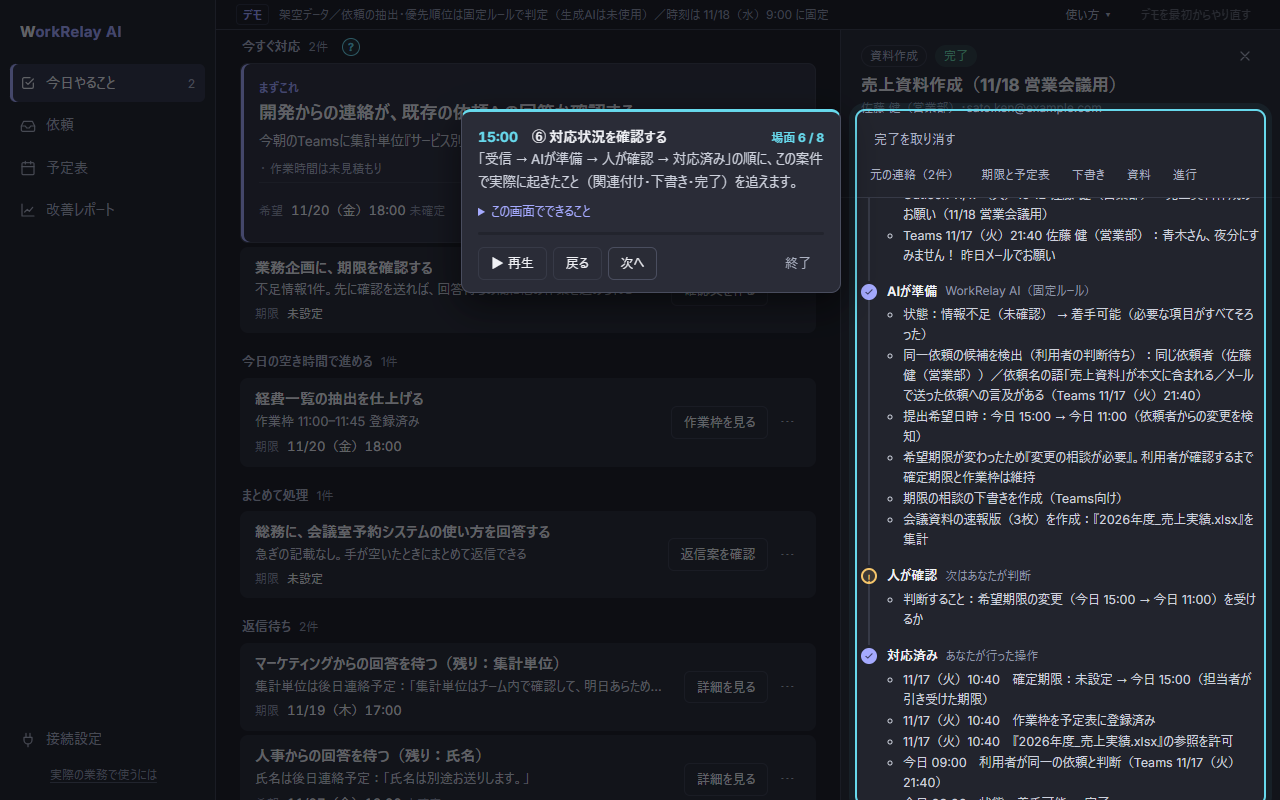 WorkRelay AI
今日やること 2
依頼
予定表
改善レポート
接続設定
実際の業務で使うには
デモ 架空データ／依頼の抽出・優先順位は固定ルールで判定（生成AIは未使用）／時刻は 11/18（水）9:00 に固定
使い方 ▼ デモを最初からやり直す
今すぐ対応 2件 ?
まずこれ
開発からの連絡が、既存の依頼への回答か確認する
今朝のTeamsに集計単位『サービス別
・作業時間は未見積もり
希望 11/20（金）18:00 未確定
業務企画に、期限を確認する
不足情報1件。先に確認を送れば、回答
期限 未設定
今日の空き時間で進める 1件
経費一覧の抽出を仕上げる
作業枠 11:00–11:45 登録済み
期限 11/20（金）18:00
作業枠を見る ···
まとめて処理 1件
総務に、会議室予約システムの使い方を回答する
急ぎの記載なし。手が空いたときにまとめて返信できる
期限 未設定
返信案を確認 ···
返信待ち 2件
マーケティングからの回答を待つ（残り：集計単位）
集計単位は後日連絡予定：「集計単位はチーム内で確認して、明日あらため…
期限 11/19（木）17:00
詳細を見る ···
人事からの回答を待つ（残り：氏名）
氏名は後日連絡予定：「氏名は別途お送りします。」
詳細を見る ···
15:00 ⑥ 対応状況を確認する 場面 6 / 8
「受信 → AIが準備 → 人が確認 → 対応済み」の順に、この案件
で実際に起きたこと（関連付け・下書き・完了）を追えます。
▶ この画面でできること
▶ 再生 戻る 次へ 終了
資料作成 完了 ×
売上資料作成（11/18 営業会議用）
佐藤 健（営業部）・sato.ken@example.com
完了を取り消す
元の連絡（2件） 期限と予定表 下書き 資料 進行
お願い（11/18 営業会議用）
Teams 11/17（火）21:40 佐藤 健（営業部）：青木さん、夜分にす
みません！ 昨日メールでお願い
AIが準備 WorkRelay AI（固定ルール）
状態：情報不足（未確認） → 着手可能（必要な項目がすべてそろ
った）
同一依頼の候補を検出（利用者の判断待ち）：同じ依頼者（佐藤
健（営業部））／依頼名の語「売上資料」が本文に含まれる／メール
で送った依頼への言及がある（Teams 11/17（火）21:40）
提出希望日時：今日 15:00 → 今日 11:00（依頼者からの変更を検
知）
希望期限が変わったため『変更の相談が必要』。利用者が確認するまで
確定期限と作業枠は維持
期限の相談の下書きを作成（Teams向け）
会議資料の速報版（3枚）を作成：『2026年度_売上実績.xlsx』を
集計
人が確認 次はあなたが判断
判断すること：希望期限の変更（今日 15:00 → 今日 11:00）を受け
るか
対応済み あなたが行った操作
11/17（火）10:40 確定期限：未設定 → 今日 15:00（担当者が
引き受けた期限）
11/17（火）10:40 作業枠を予定表に登録済み
11/17（火）10:40 『2026年度_売上実績.xlsx』の参照を許可
今日 09:00 利用者が同一の依頼と判断（Teams 11/17（火）
21:40）